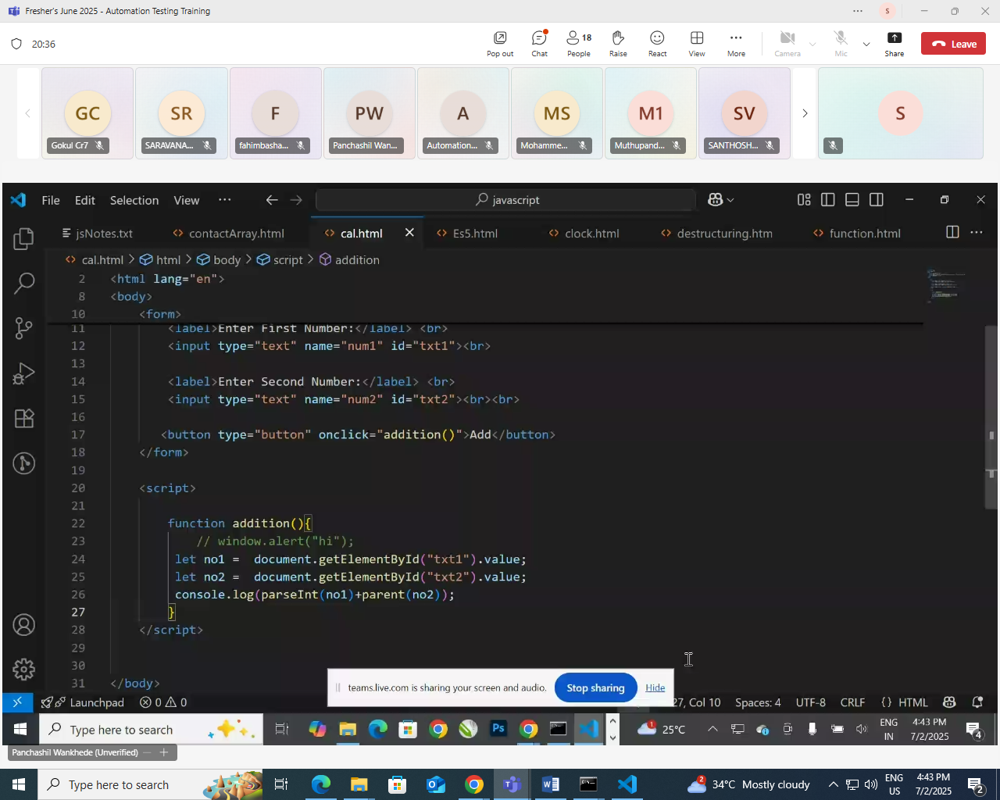 Fresher's June 2025 - Automation Testing Training
S
20:36
Pop out
Chat
18
People
Raise
React
View
More
Camera
Mic
Share
Leave
GC
Gokul Cr7
SR
SARAVANA...
F
fahimbasha...
PW
Panchashil Wan...
A
Automation...
MS
Mohamme...
M1
Muthupand...
SV
SANTHOSH...
S
File Edit Selection View ...
javascript
jsNotes.txt
contactArray.html
cal.html
Es5.html
clock.html
destructuring.htm
function.html
cal.html > html > body > script > addition
2 <html lang="en">
8 <body>
10 <form>
11 <label>Enter First Number:</label> <br>
12 <input type="text" name="num1" id="txt1"><br>
13
14 <label>Enter Second Number:</label> <br>
15 <input type="text" name="num2" id="txt2"><br><br>
16
17 <button type="button" onclick="addition()">Add</button>
18 </form>
19
20 <script>
21
22 function addition(){
23 // window.alert("hi");
24 let no1 =  document.getElementById("txt1").value;
25 let no2 =  document.getElementById("txt2").value;
26 console.log(parseInt(no1)+parent(no2));
27 }
28 </script>
29
30
31 </body>
teams.live.com is sharing your screen and audio.
Stop sharing
Hide
Launchpad
0
0
27, Col 10
Spaces: 4
UTF-8
CRLF
{} HTML
Type here to search
Ps
1
25°C
ENG
IN
4:43 PM
7/2/2025
4
Panchashil Wankhede (Unverified)
Type here to search
2
34°C Mostly cloudy
ENG
US
4:43 PM
7/2/2025
2